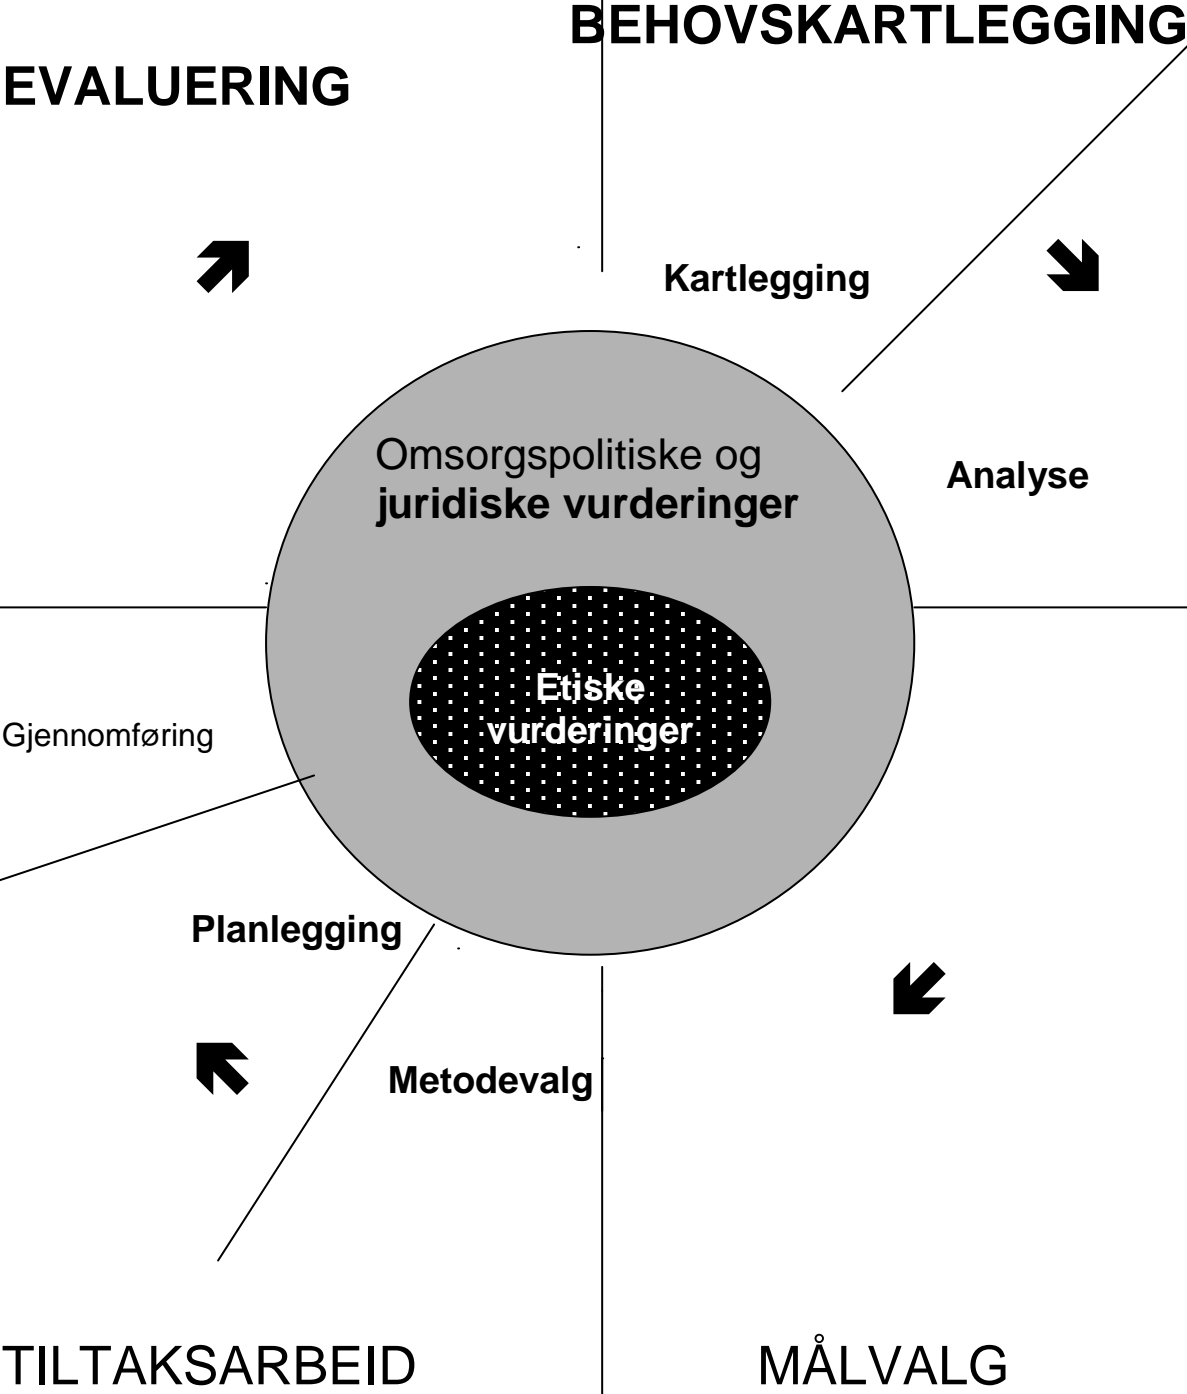 BEHOVSKARTLEGGING
EVALUERING
Kartlegging
Omsorgspolitiske og
juridiske vurderinger
Analyse
Etiske
vurderinger
Gjennomføring
Planlegging
Metodevalg
TILTAKSARBEID
MÅLVALG